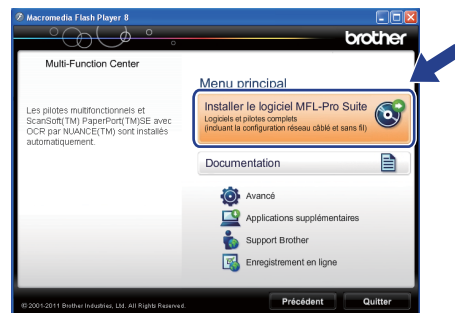 Macromedia Flash Player 8
brother
Multi-Function Center
Menu principal
Les pilotes multifonctionnels et
ScanSoft(TM) PaperPort(TM)SE avec
OCR par NUANCE(TM) sont installés
automatiquement.
Installer le logiciel MFL-Pro Suite
Logiciels et pilotes complets
(incluant la configuration réseau câblé et sans fil)
Documentation
Avancé
Applications supplémentaires
Support Brother
Enregistrement en ligne
© 2001-2011 Brother Industries, Ltd. All Rights Reserved.
Précédent
Quitter